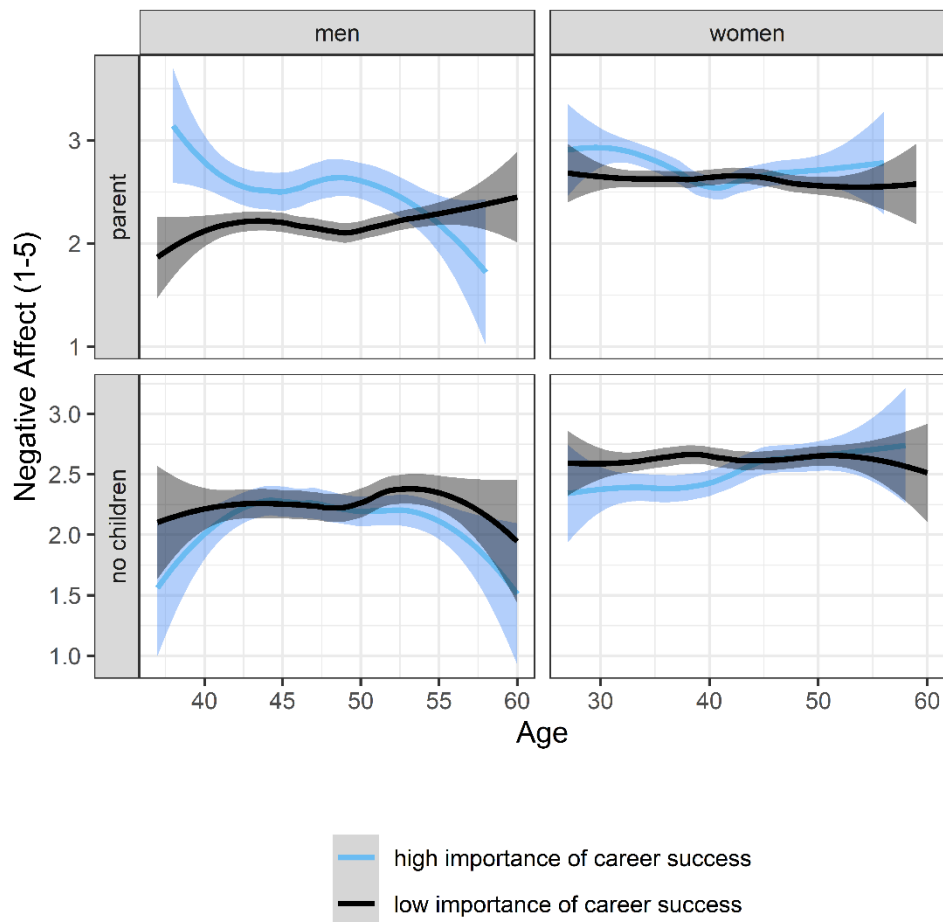 men
women
Negative Affect (1-5)
parent
3
2
1
no children
3.0
2.5
2.0
1.5
1.0
40
45
50
55
60
30
40
50
60
Age
high importance of career success
low importance of career success